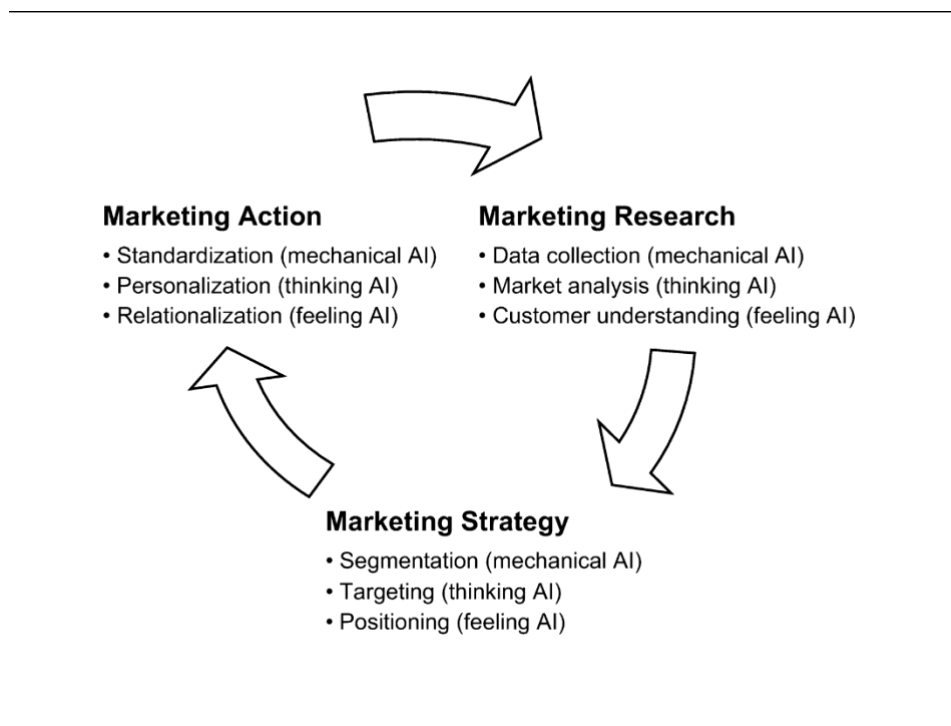 Marketing Action
• Standardization (mechanical AI)
• Personalization (thinking AI)
• Relationalization (feeling AI)
Marketing Research
• Data collection (mechanical AI)
• Market analysis (thinking AI)
• Customer understanding (feeling AI)
Marketing Strategy
• Segmentation (mechanical AI)
• Targeting (thinking AI)
• Positioning (feeling AI)